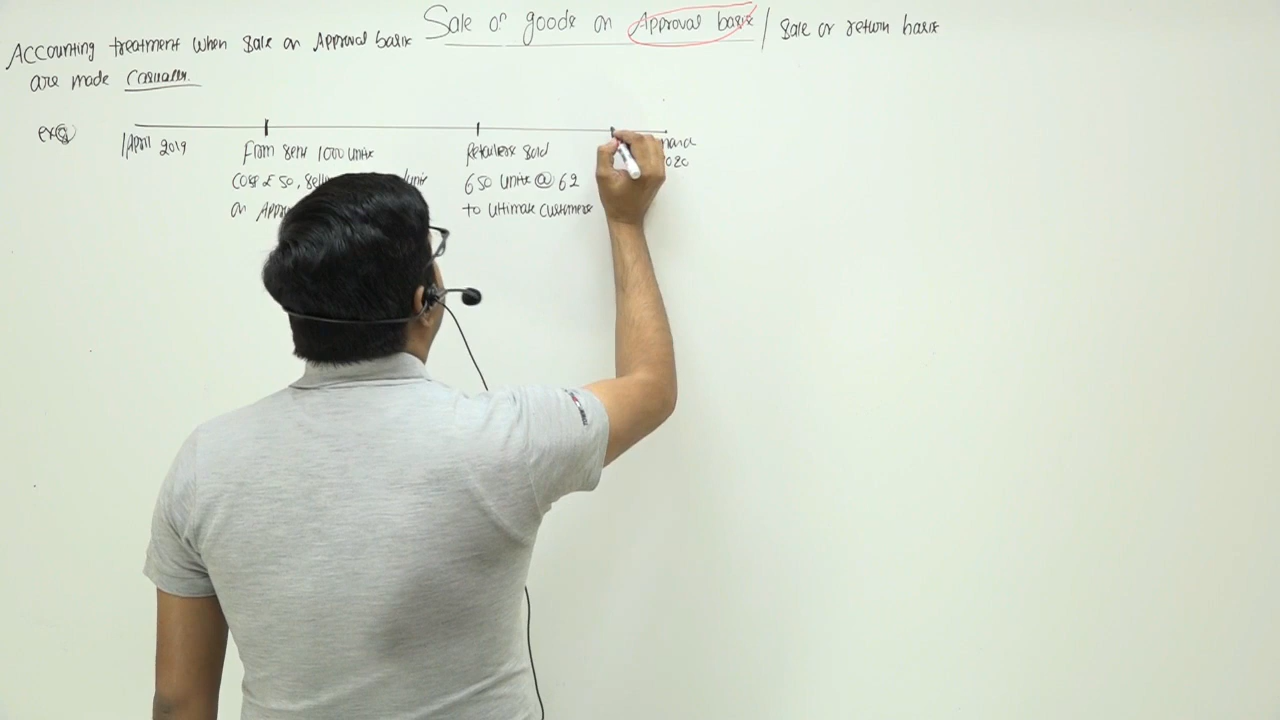 Sale of goods on Approval basis / Sale or return basis
Accounting treatment when Sale on Approval basis
are made Casually.
1 April 2019
From sent 1000 units
Cost £ 50,
on
Retailers Sold
650 units @ 62
to ultimate customers